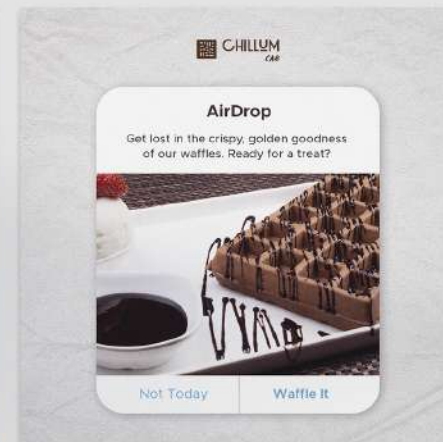 CHILLUM
CAFE
AirDrop
Get lost in the crispy, golden goodness
of our waffles. Ready for a treat?
Not Today
Waffle It